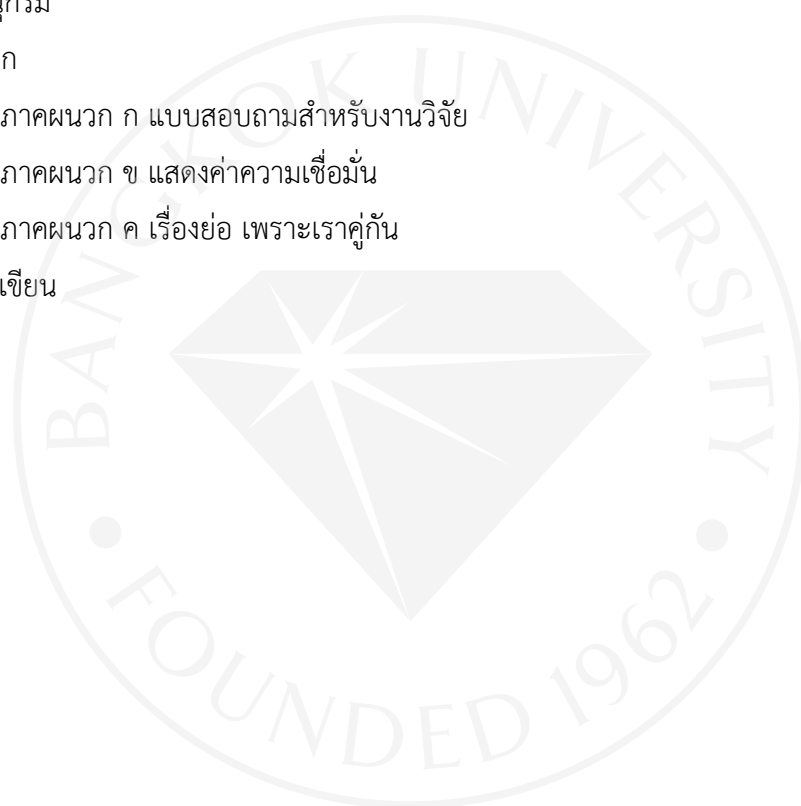 ก
ภาคผนวก ก แบบสอบถามสำหรับงานวิจัย
ภาคผนวก ข แสดงค่าความเชื่อมั่น
ภาคผนวก ค เรื่องย่อ เพราะเราคู่กัน
เขียน
BANGKOK UNIVERSITY
FOUNDED 1962